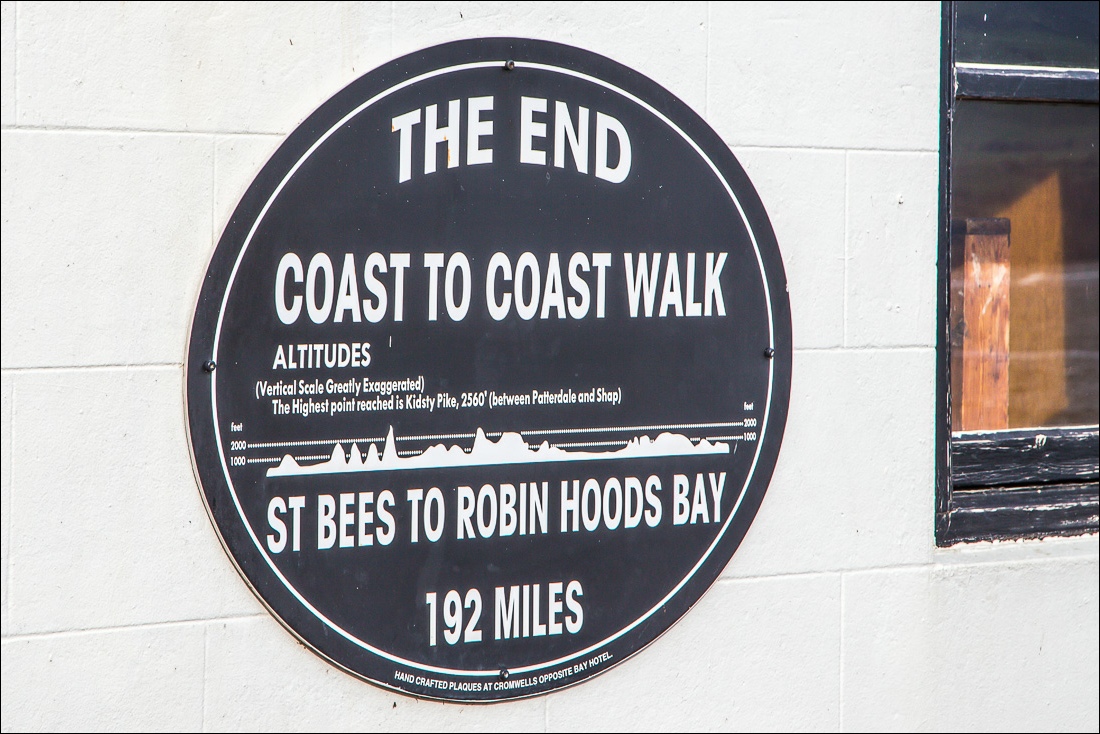 THE END
COAST TO COAST WALK
ALTITUDES
(Vertical Scale Greatly Exaggerated)
The Highest point reached is Kidsty Pike, 2560' (between Patterdale and Shap)
feet
2000
1000
feet
2000
1000
ST BEES TO ROBIN HOODS BAY
192 MILES
HAND CRAFTED PLAQUES AT CROMWELLS OPPOSITE BAY HOTEL.